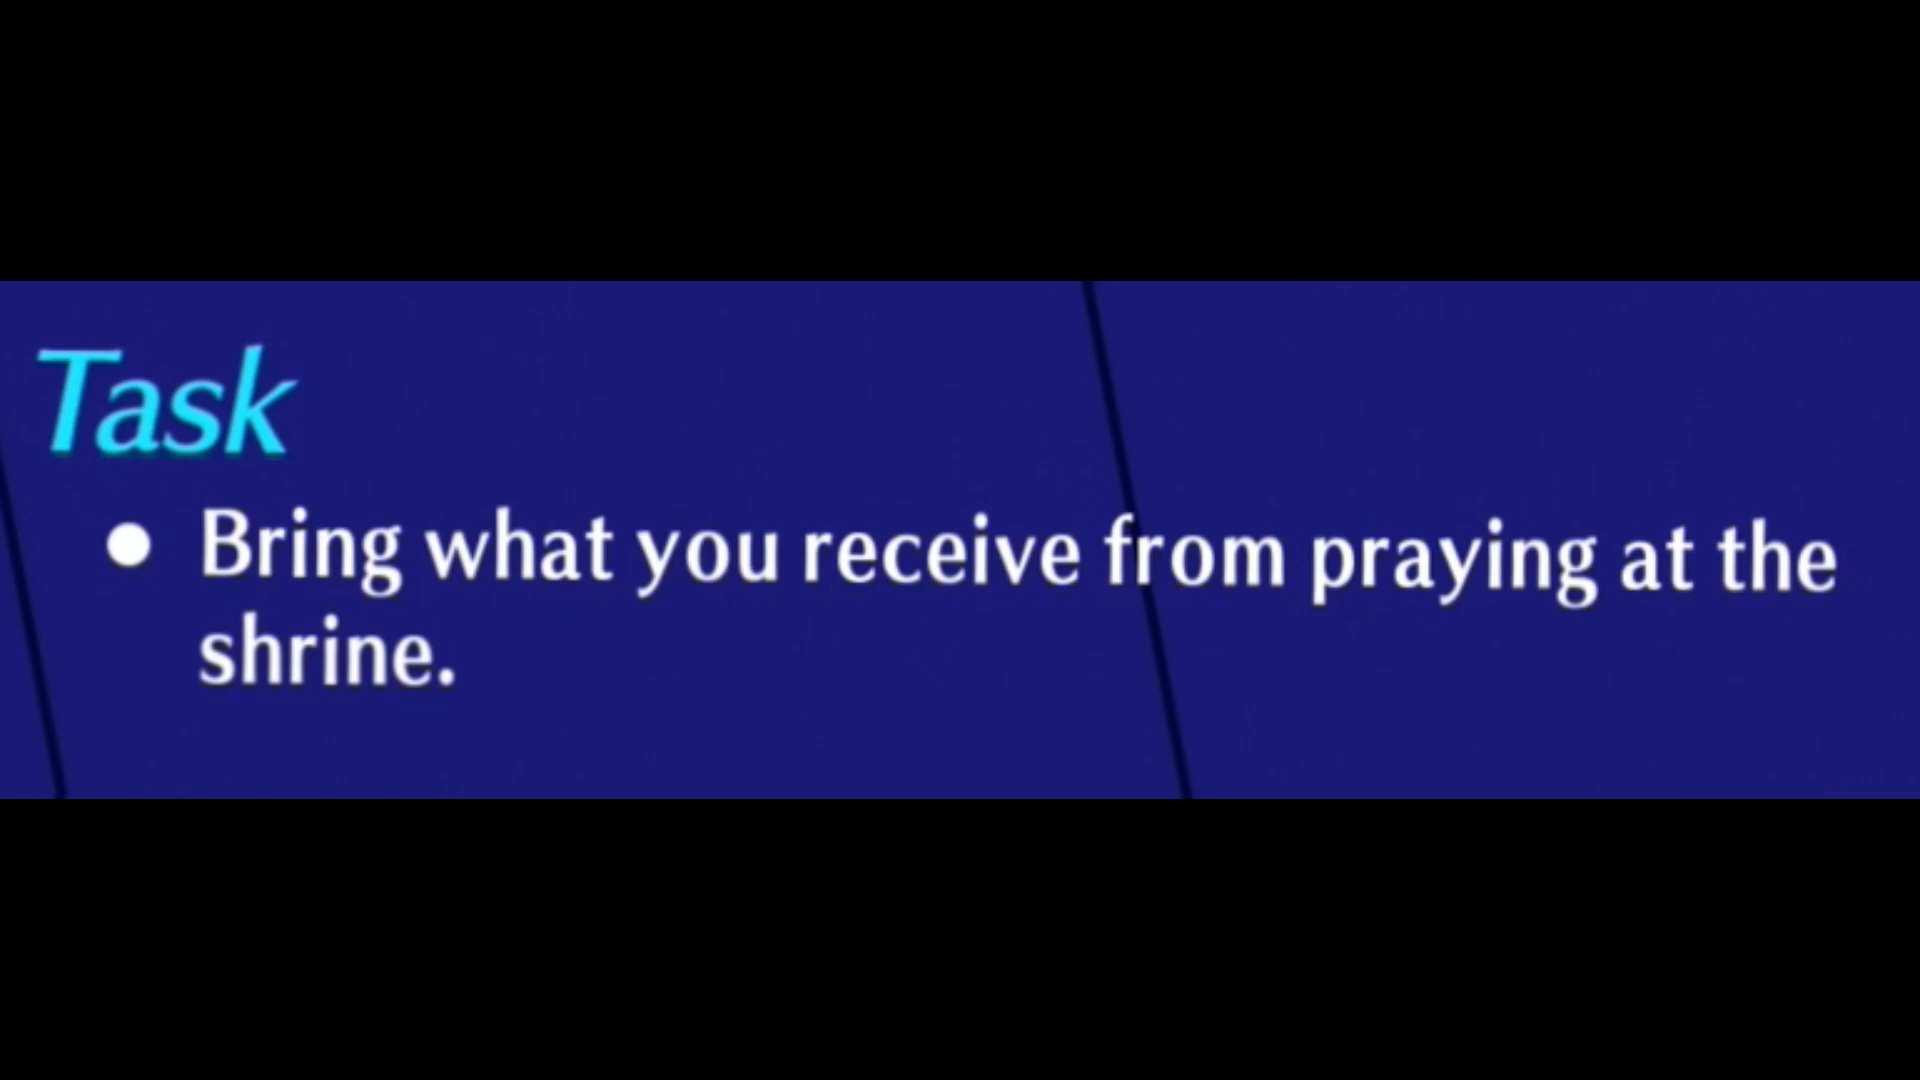 Task
● Bring what you receive from praying at the
shrine.